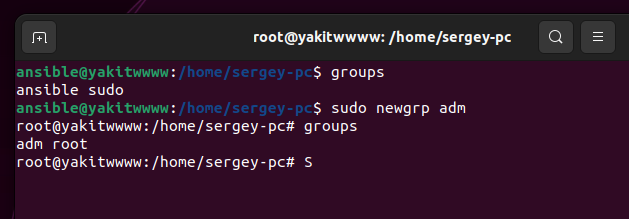 root@yakitwwww: /home/sergey-pc
ansible@yakitwwww:/home/sergey-pc$ groups
ansible sudo
ansible@yakitwwww:/home/sergey-pc$ sudo newgrp adm
root@yakitwwww:/home/sergey-pc# groups
adm root
root@yakitwwww:/home/sergey-pc# S